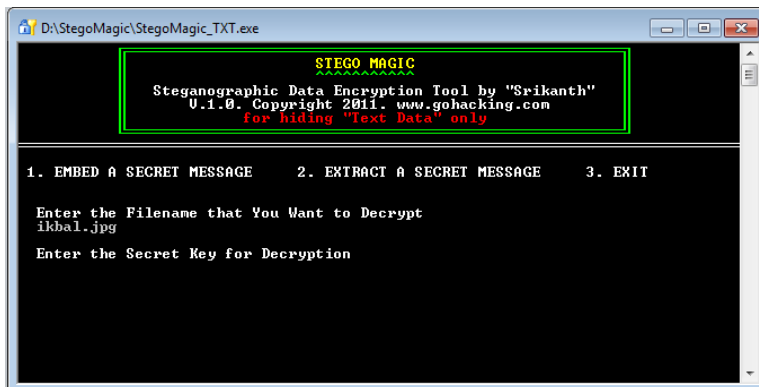 D:\StegoMagic\StegoMagic_TXT.exe
STEGO MAGIC
^^^^^^^^^^^
Steganographic Data Encryption Tool by "Srikanth"
V.1.0. Copyright 2011. www.gohacking.com
for hiding "Text Data" only
1. EMBED A SECRET MESSAGE 2. EXTRACT A SECRET MESSAGE 3. EXIT
Enter the Filename that You Want to Decrypt
ikbal.jpg
Enter the Secret Key for Decryption